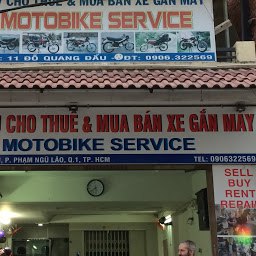 CHO THUÊ & MUA BÁN XE GẮN MÁY
MOTOBIKE SERVICE
: 11 ĐỖ QUANG ĐẨU - ĐT: 0906.322569
CHO THUÊ & MUA BÁN XE GẮN MÁY
MOTOBIKE SERVICE
, P. PHẠM NGŨ LÃO, Q.1, TP. HCM
TEL: 0906322569
SELL
BUY
RENT
REPAIR